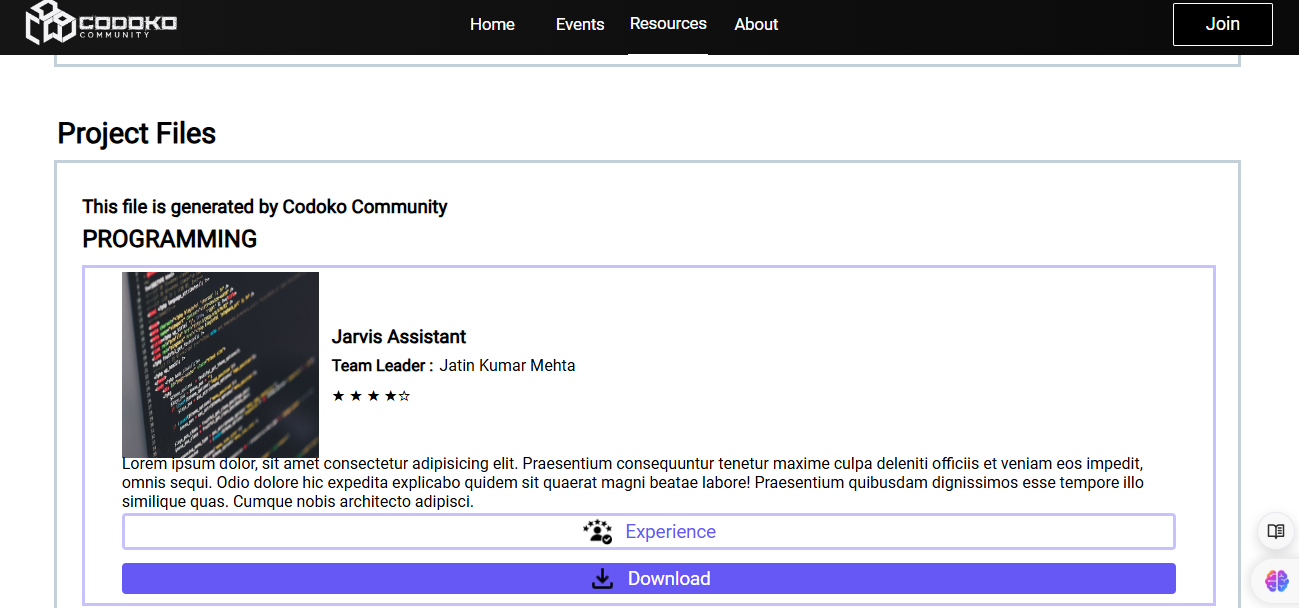 CODOKO
COMMUNITY
Home Events Resources About Join
Project Files
This file is generated by Codoko Community
PROGRAMMING
Jarvis Assistant
Team Leader : Jatin Kumar Mehta
★ ★ ★ ★☆
Lorem ipsum dolor, sit amet consectetur adipisicing elit. Praesentium consequuntur tenetur maxime culpa deleniti officiis et veniam eos impedit,
omnis sequi. Odio dolore hic expedita explicabo quidem sit quaerat magni beatae labore! Praesentium quibusdam dignissimos esse tempore illo
similique quas. Cumque nobis architecto adipisci.
Experience
Download